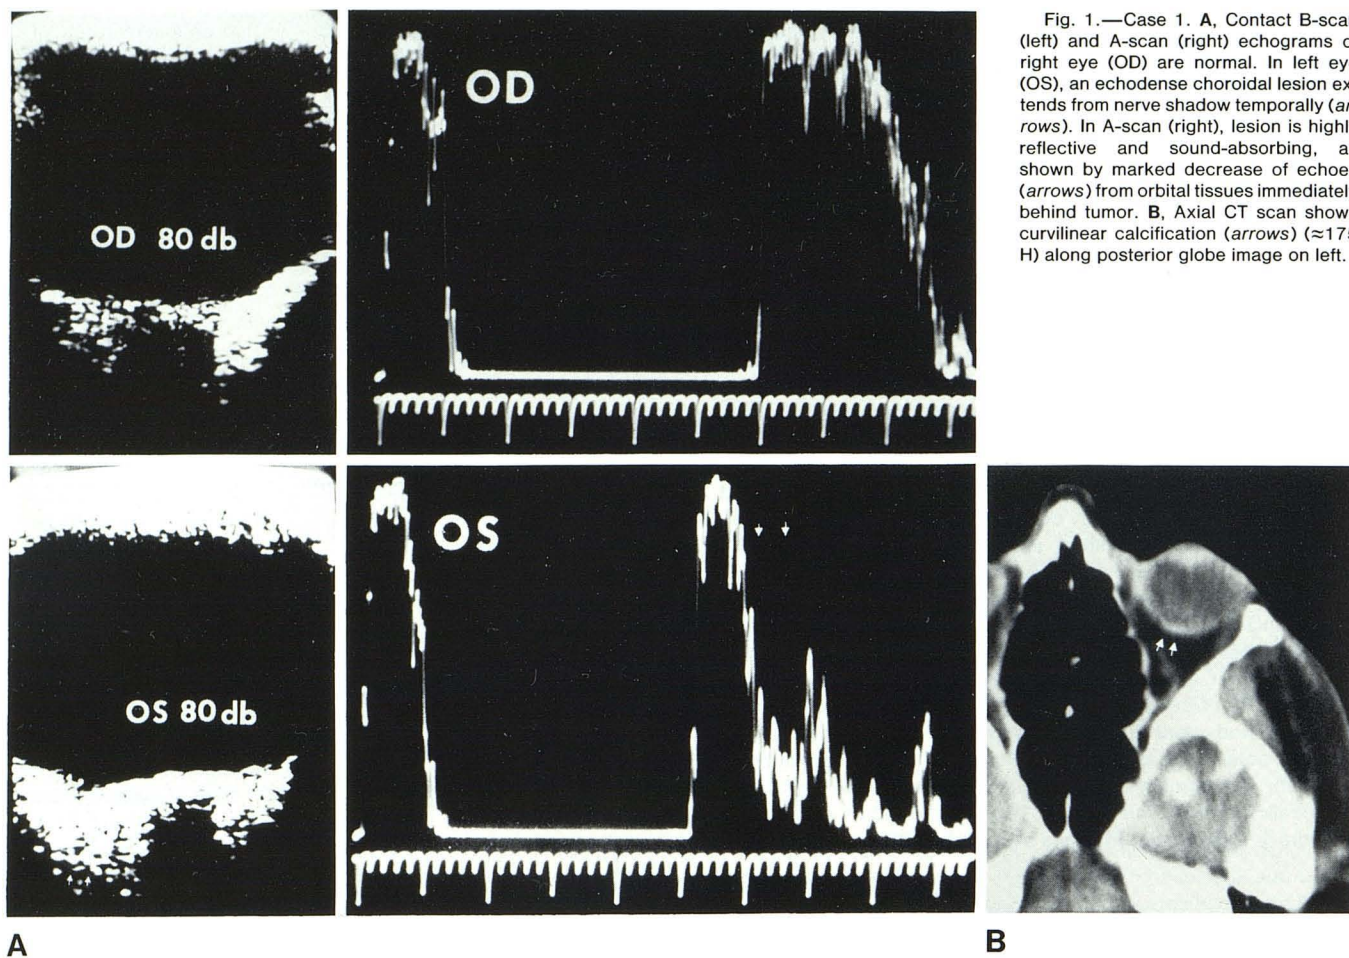 Fig. 1.—Case 1. A, Contact B-sca
(left) and A-scan (right) echograms
right eye (OD) are normal. In left ey
(OS), an echodense choroidal lesion ex
tends from nerve shadow temporally (ar
rows). In A-scan (right), lesion is highl
reflective and sound-absorbing, a
shown by marked decrease of echoe
(arrows) from orbital tissues immediatel
behind tumor. B, Axial CT scan show
curvilinear calcification (arrows) (≈17
H) along posterior globe image on left.
OD
OD 80 db
OS
OS 80 db
A
B